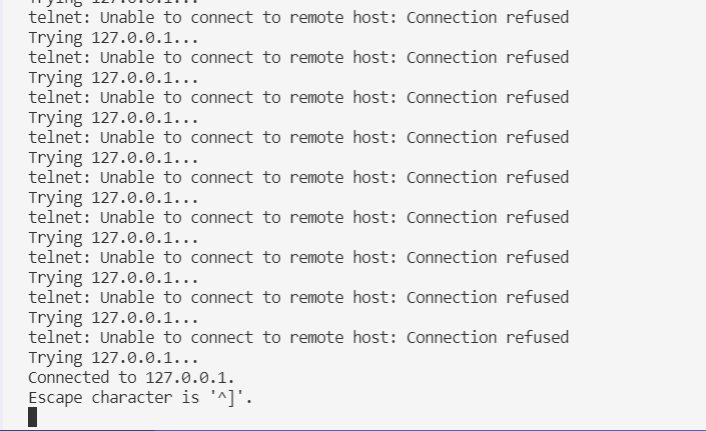 Trying 127.0.0.1...
telnet: Unable to connect to remote host: Connection refused
Trying 127.0.0.1...
telnet: Unable to connect to remote host: Connection refused
Trying 127.0.0.1...
telnet: Unable to connect to remote host: Connection refused
Trying 127.0.0.1...
telnet: Unable to connect to remote host: Connection refused
Trying 127.0.0.1...
telnet: Unable to connect to remote host: Connection refused
Trying 127.0.0.1...
telnet: Unable to connect to remote host: Connection refused
Trying 127.0.0.1...
telnet: Unable to connect to remote host: Connection refused
Trying 127.0.0.1...
telnet: Unable to connect to remote host: Connection refused
Trying 127.0.0.1...
telnet: Unable to connect to remote host: Connection refused
Trying 127.0.0.1...
Connected to 127.0.0.1.
Escape character is '^]'.